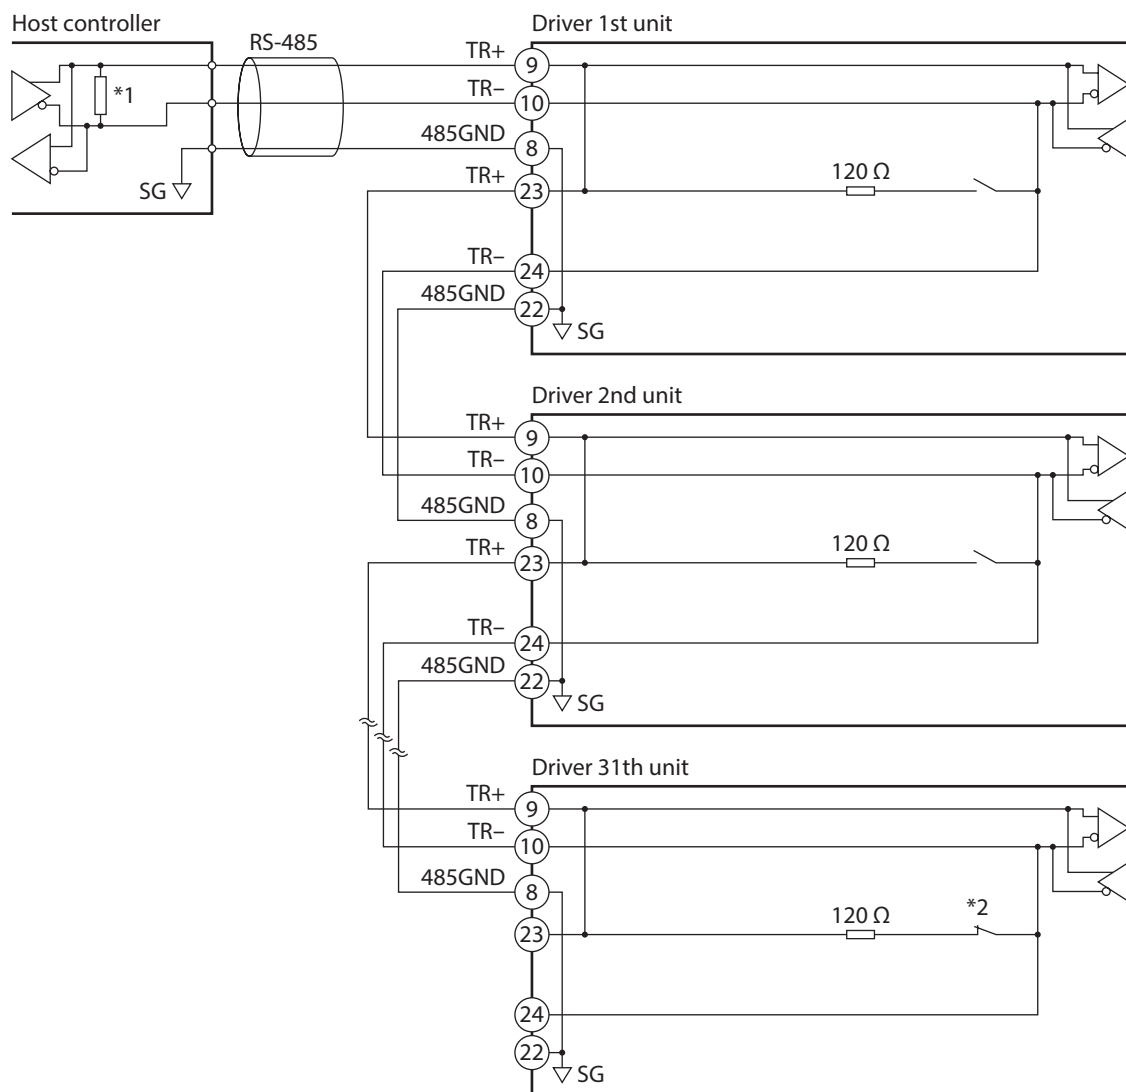 Host controller
RS-485
*1
SG
Driver 1st unit
TR+
9
TR–
10
485GND
8
TR+
23
120 Ω
TR–
24
485GND
22
SG
Driver 2nd unit
TR+
9
TR–
10
485GND
8
TR+
23
120 Ω
TR–
24
485GND
22
SG
Driver 31th unit
TR+
9
TR–
10
485GND
8
23
120 Ω
*2
24
22
SG